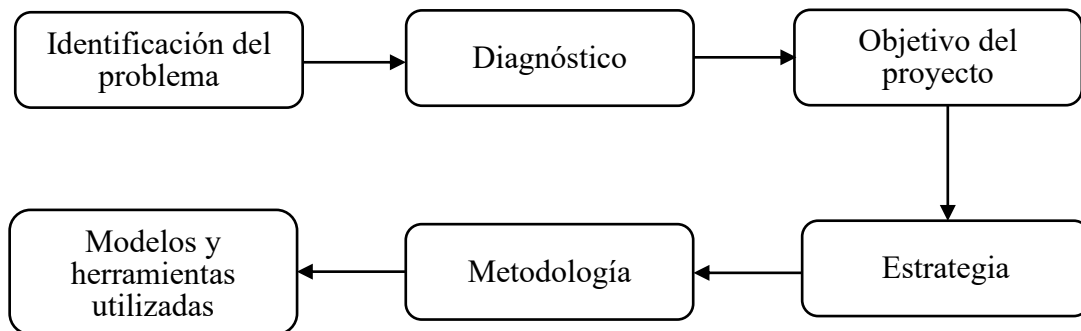 Identificación del
problema
Diagnóstico
Objetivo del
proyecto
Estrategia
Metodología
Modelos y
herramientas
utilizadas